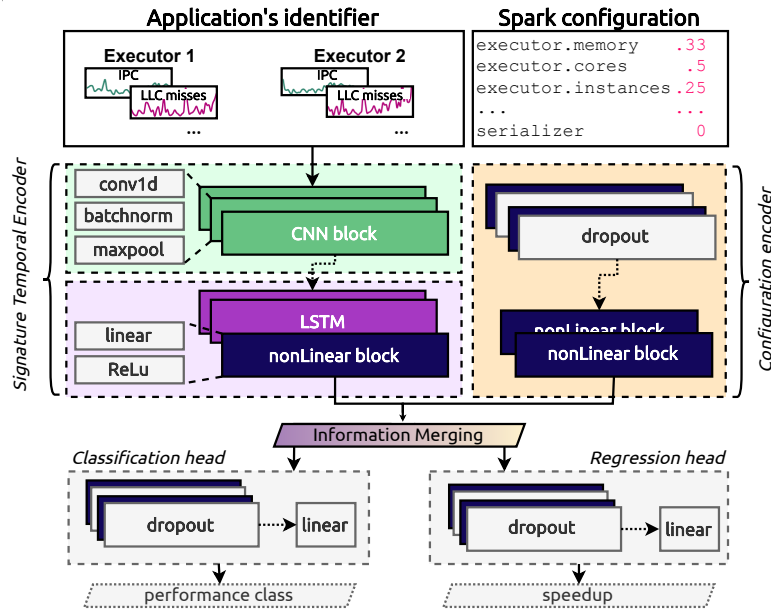 Application's identifier
Spark configuration
Executor 1
IPC
LLC misses
...
Executor 2
IPC
LLC misses
...
executor.memory .33
executor.cores .5
executor.instances .25
... ...
serializer 0
Signature Temporal Encoder
conv1d
batchnorm
maxpool
CNN block
linear
ReLu
LSTM
nonLinear block
dropout
nonLinear block
nonLinear block
Configuration encoder
Information Merging
Classification head
dropout
linear
performance class
Regression head
dropout
linear
speedup